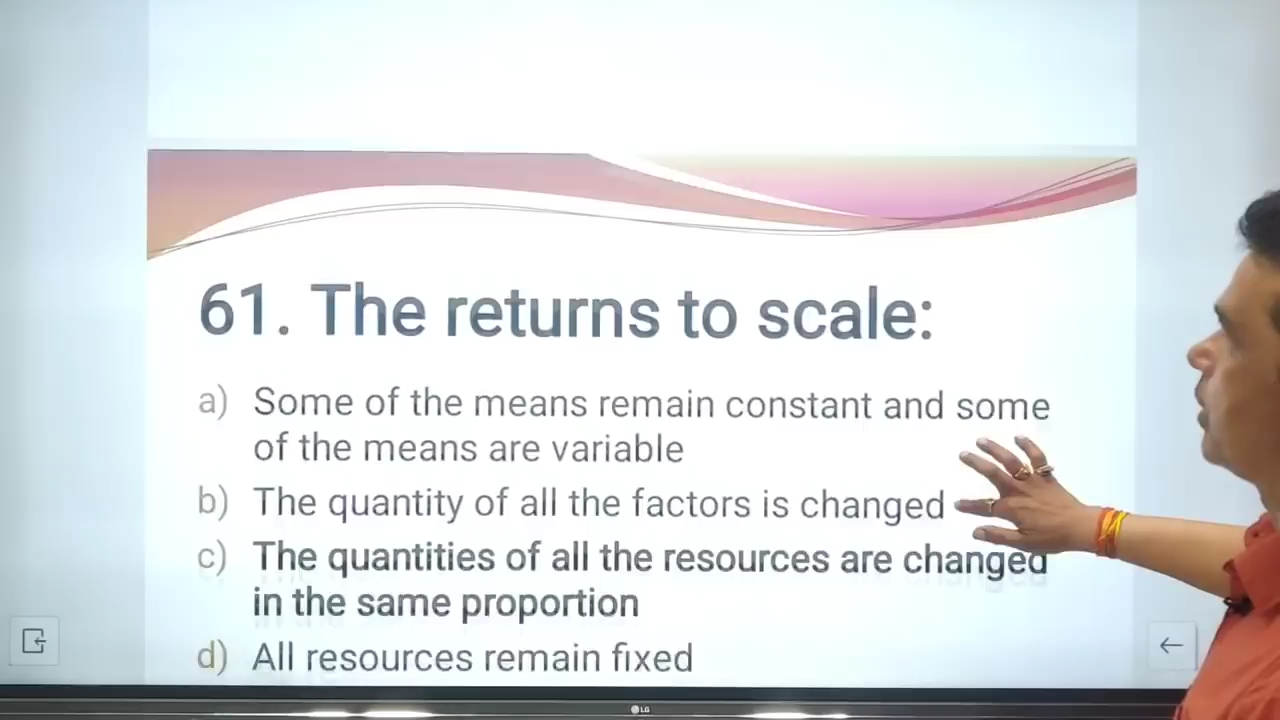 61. The returns to scale:
a) Some of the means remain constant and some
of the means are variable
b) The quantity of all the factors is changed
c) The quantities of all the resources are changed
in the same proportion
d) All resources remain fixed
LG